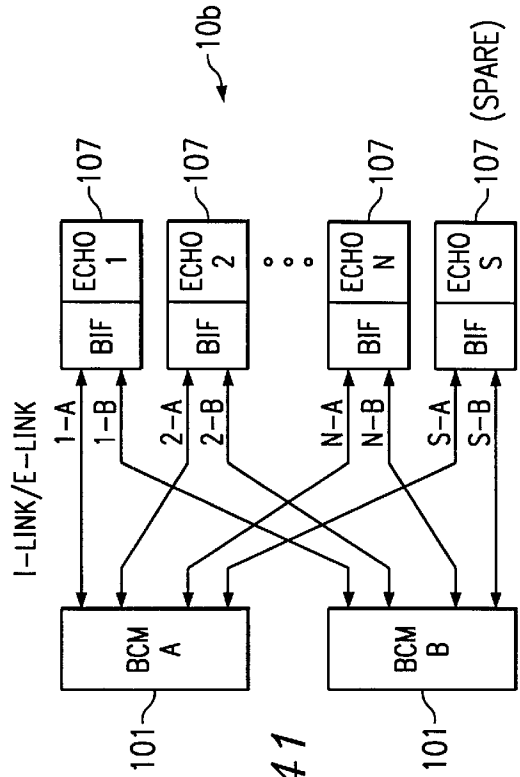 I-LINK/E-LINK
10b
BCM
A
101
BCM
B
101
1-A
1-B
2-A
2-B
N-A
N-B
S-A
S-B
BIF
ECHO
1
107
BIF
ECHO
2
107
BIF
ECHO
N
107
BIF
ECHO
S
107 (SPARE)
41